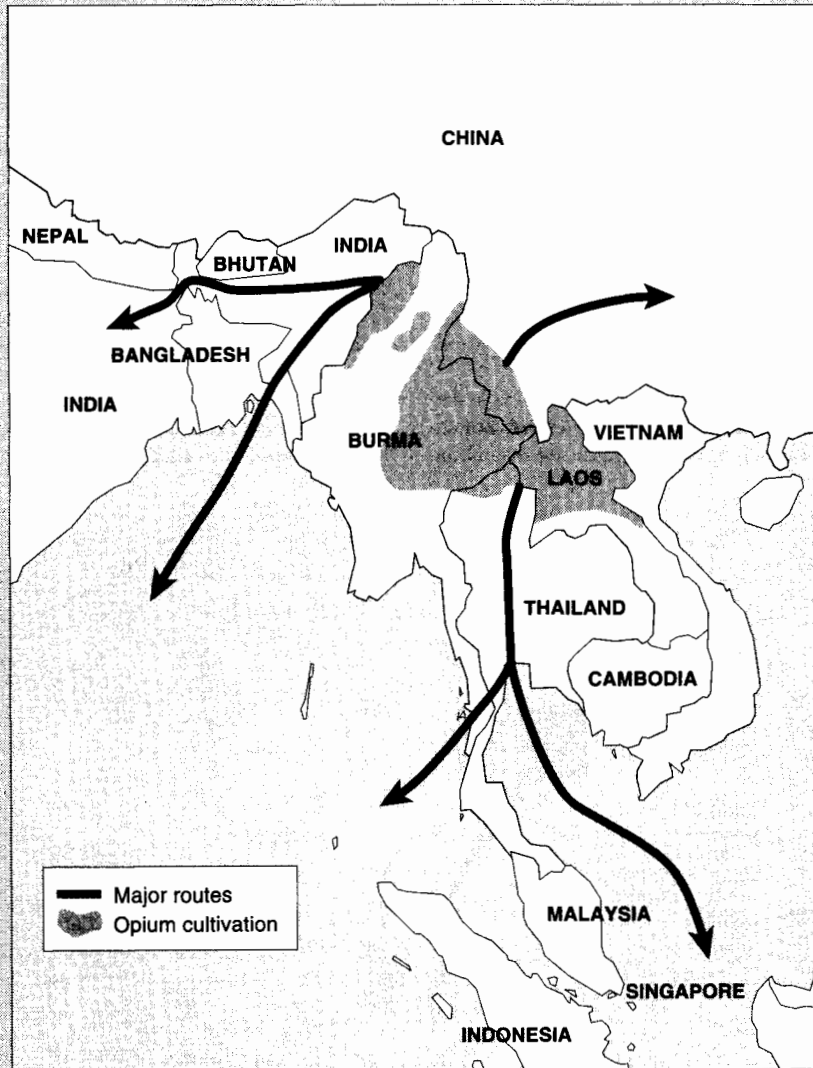 CHINA
NEPAL
BHUTAN
INDIA
BANGLADESH
INDIA
BURMA
VIETNAM
LAOS
THAILAND
CAMBODIA
Major routes
Opium cultivation
MALAYSIA
SINGAPORE
INDONESIA